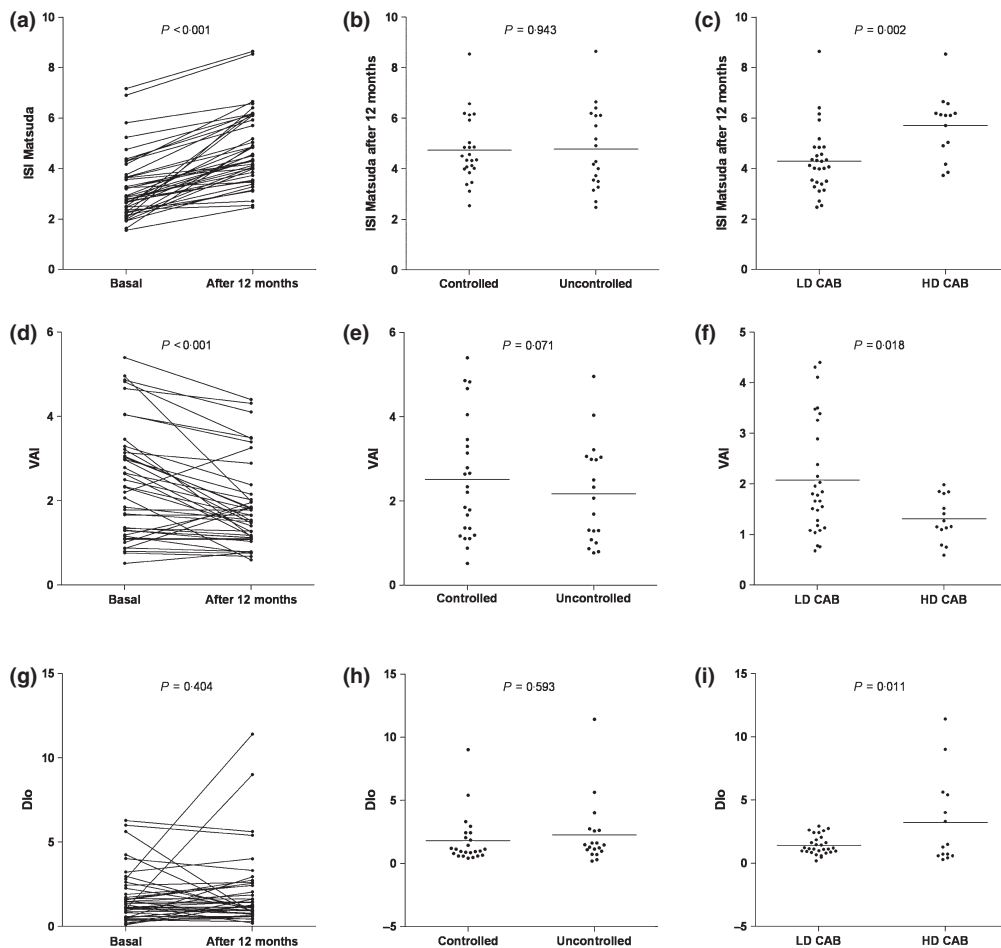 (a)
10
8
6
4
2
0
ISI Matsuda
P <0·001
Basal
After 12 months
(b)
10
8
6
4
2
0
ISI Matsuda after 12 months
P = 0·943
Controlled
Uncontrolled
(c)
10
8
6
4
2
0
ISI Matsuda after 12 months
P = 0·002
LD CAB
HD CAB
(d)
6
4
2
0
VAI
P <0·001
Basal
After 12 months
(e)
6
4
2
0
VAI
P = 0·071
Controlled
Uncontrolled
(f)
5
4
3
2
1
0
VAI
P = 0·018
LD CAB
HD CAB
(g)
15
10
5
0
DIo
P = 0·404
Basal
After 12 months
(h)
15
10
5
0
–5
DIo
P = 0·593
Controlled
Uncontrolled
(i)
15
10
5
0
–5
DIo
P = 0·011
LD CAB
HD CAB